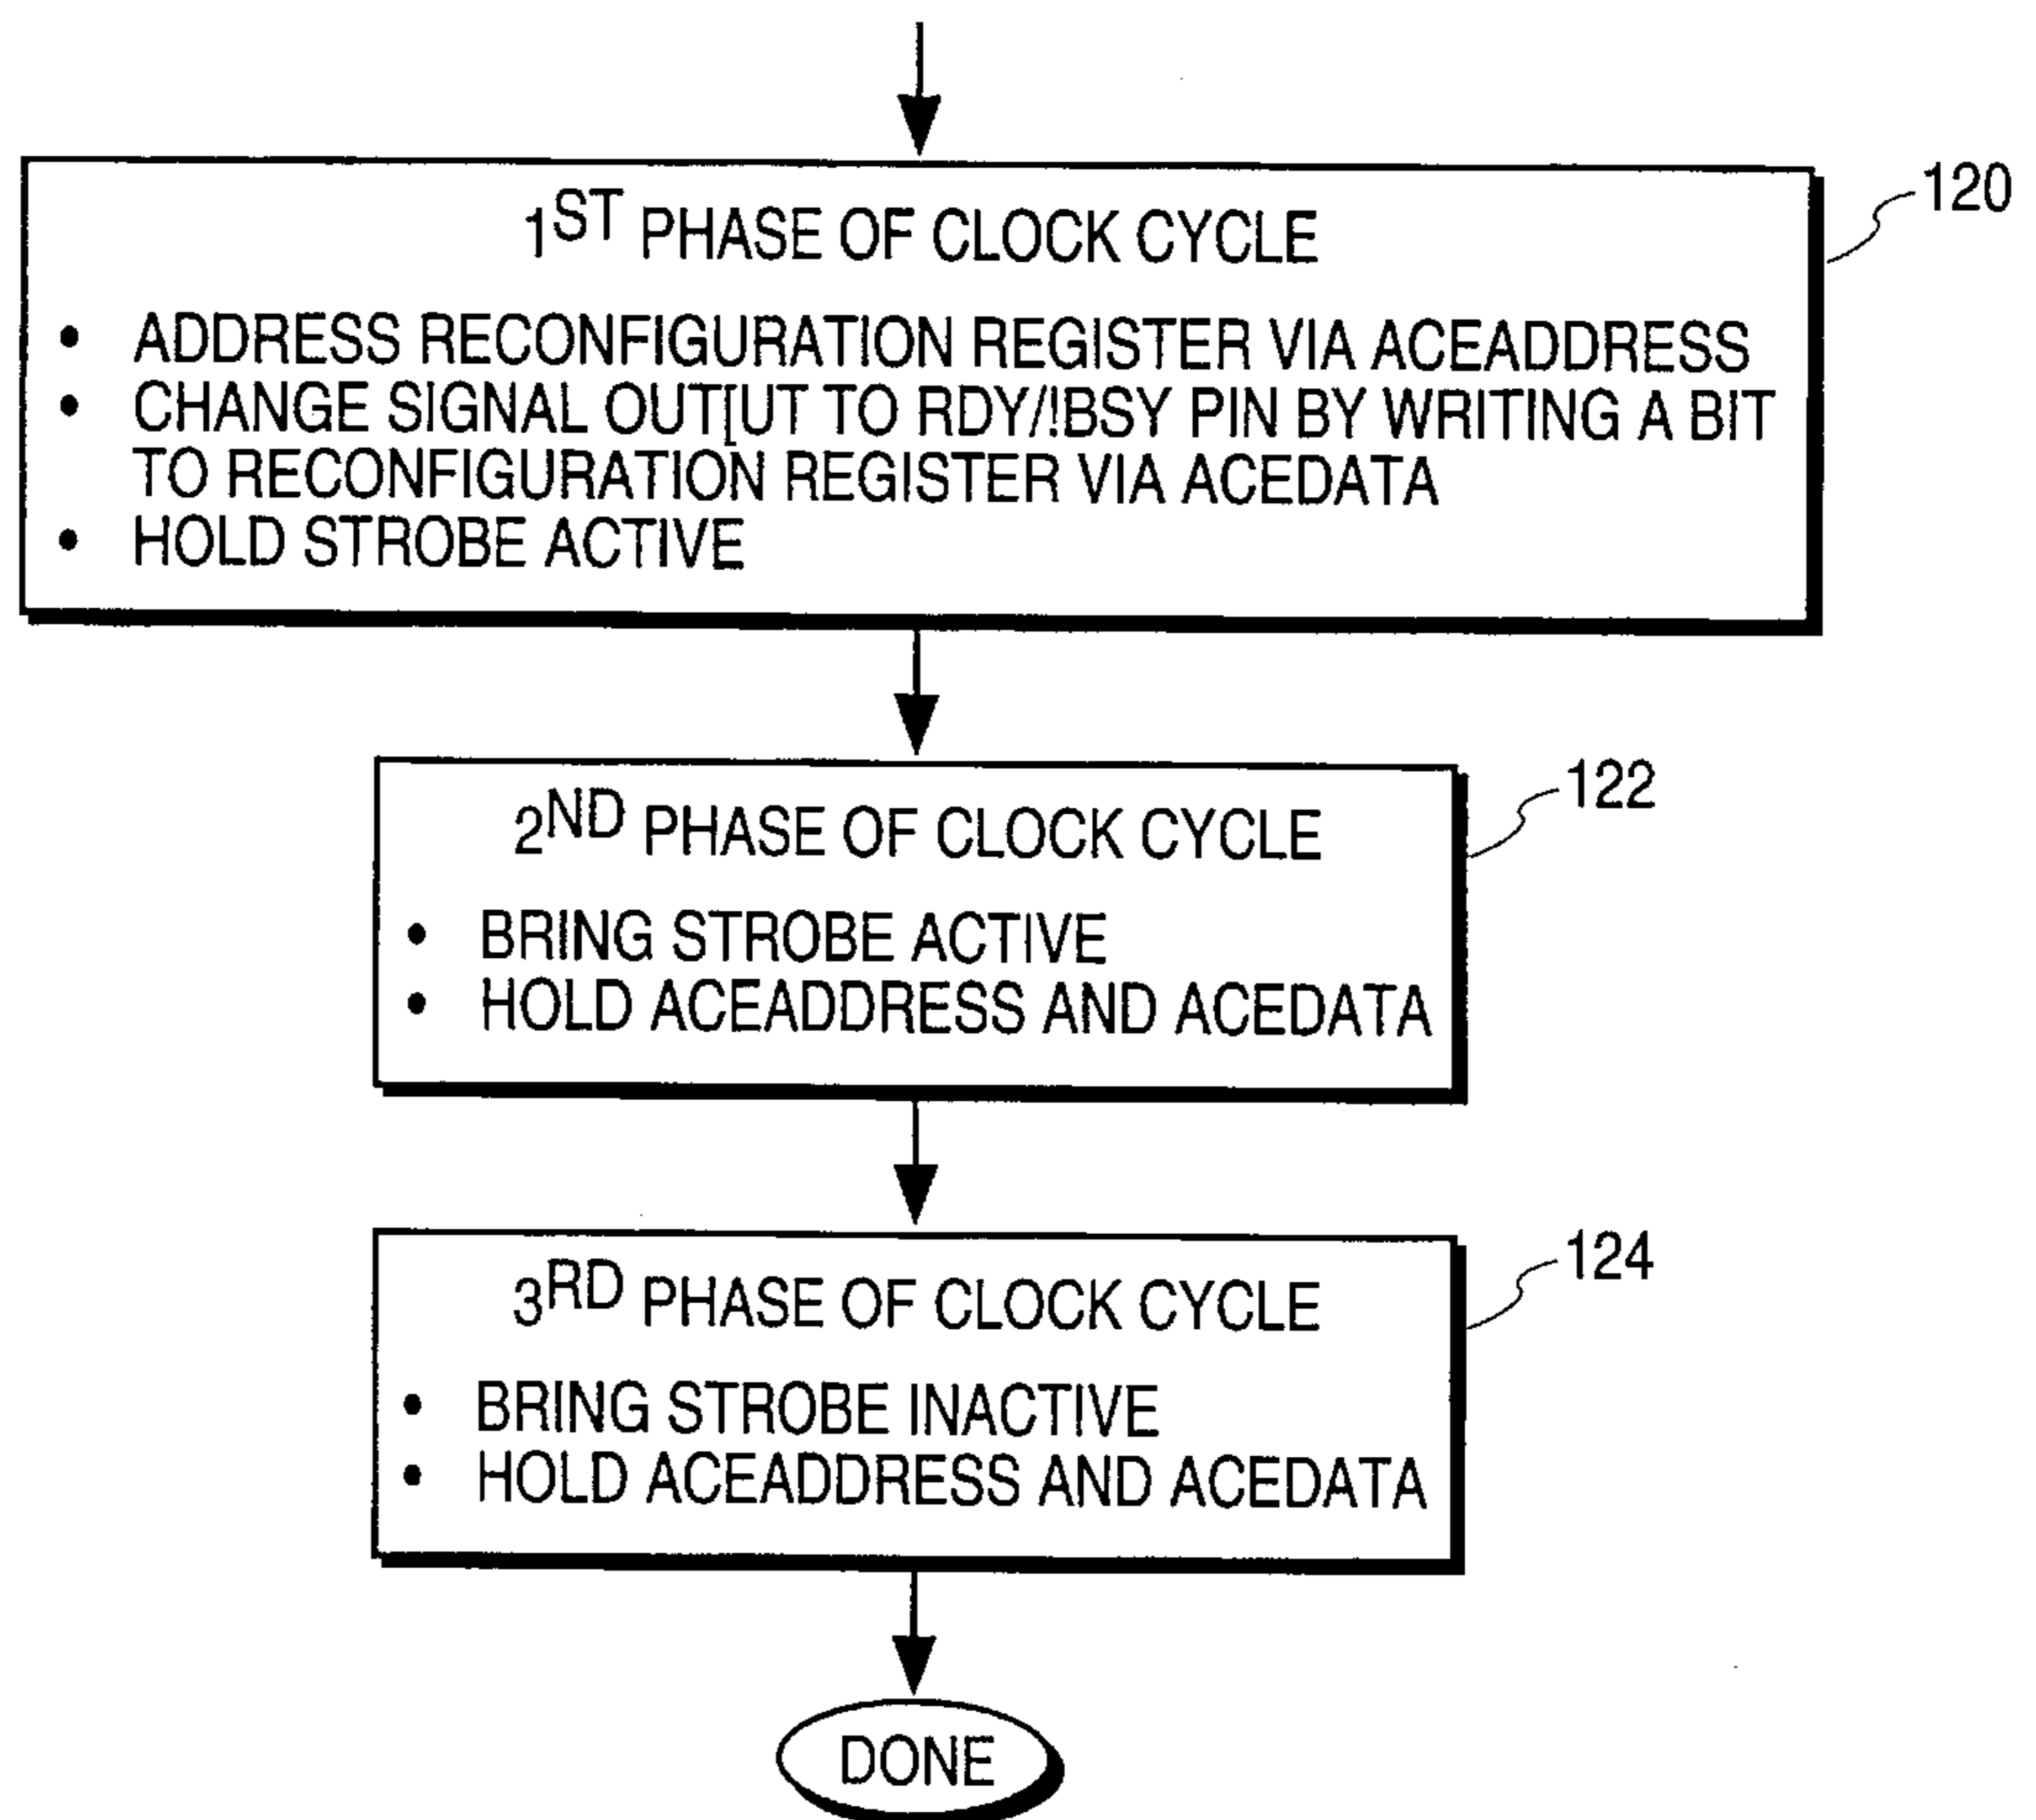 1ST PHASE OF CLOCK CYCLE
120
• ADDRESS RECONFIGURATION REGISTER VIA ACEADDRESS
• CHANGE SIGNAL OUT[UT TO RDY/!BSY PIN BY WRITING A BIT
TO RECONFIGURATION REGISTER VIA ACEDATA
• HOLD STROBE ACTIVE
2ND PHASE OF CLOCK CYCLE
122
• BRING STROBE ACTIVE
• HOLD ACEADDRESS AND ACEDATA
3RD PHASE OF CLOCK CYCLE
124
• BRING STROBE INACTIVE
• HOLD ACEADDRESS AND ACEDATA
DONE